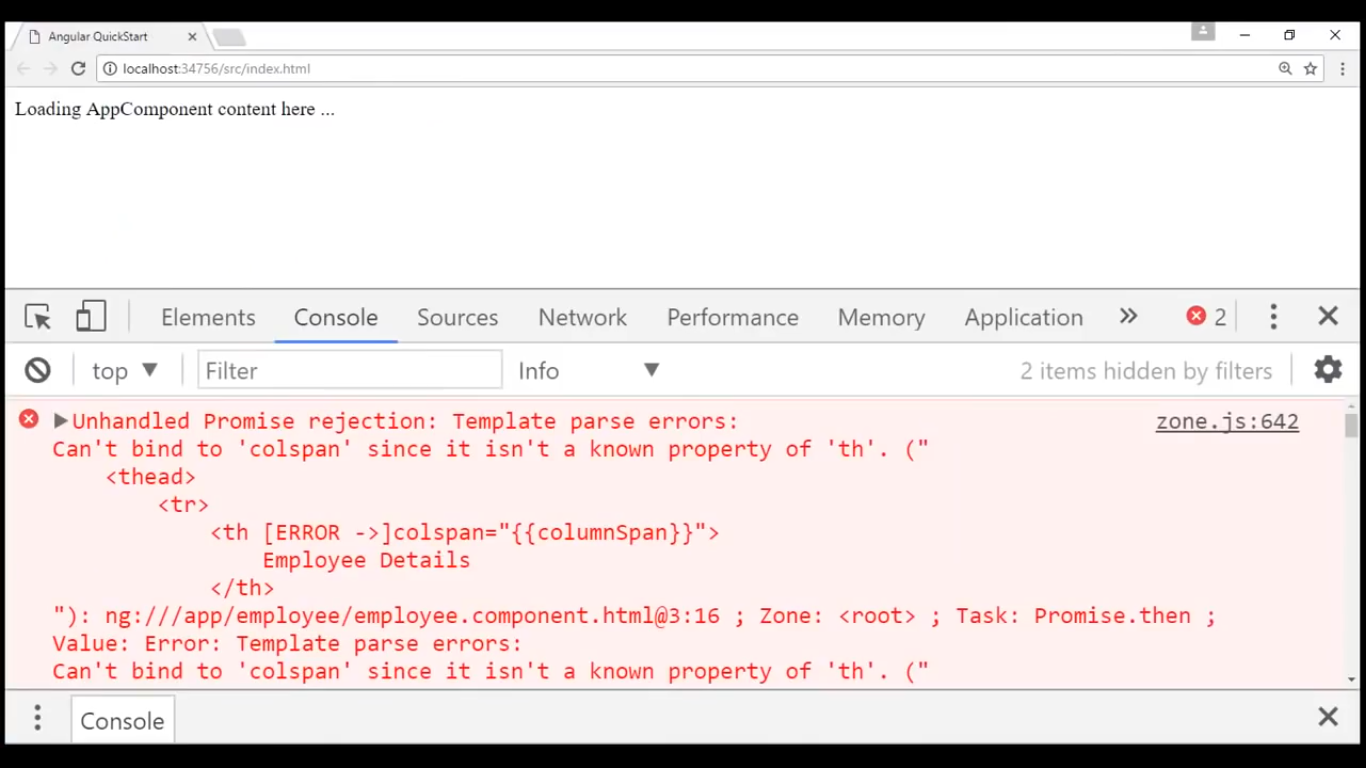 Angular QuickStart
localhost:34756/src/index.html
Loading AppComponent content here ...
Elements Console Sources Network Performance Memory Application 2
top Filter Info 2 items hidden by filters
Unhandled Promise rejection: Template parse errors: zone.js:642
Can't bind to 'colspan' since it isn't a known property of 'th'. ("
<thead>
<tr>
<th [ERROR ->]colspan="{{columnSpan}}">
Employee Details
</th>
"): ng:///app/employee/employee.component.html@3:16 ; Zone: <root> ; Task: Promise.then ;
Value: Error: Template parse errors:
Can't bind to 'colspan' since it isn't a known property of 'th'. ("
Console